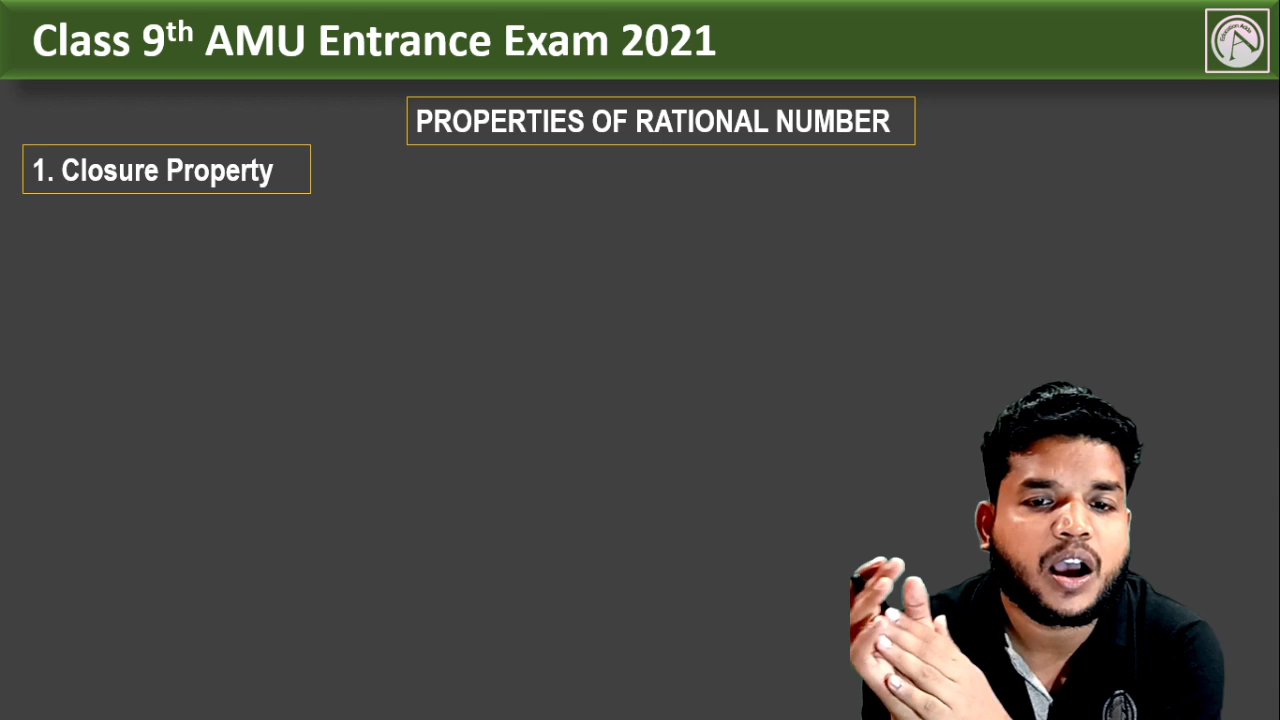 Class 9th AMU Entrance Exam 2021
PROPERTIES OF RATIONAL NUMBER
1. Closure Property